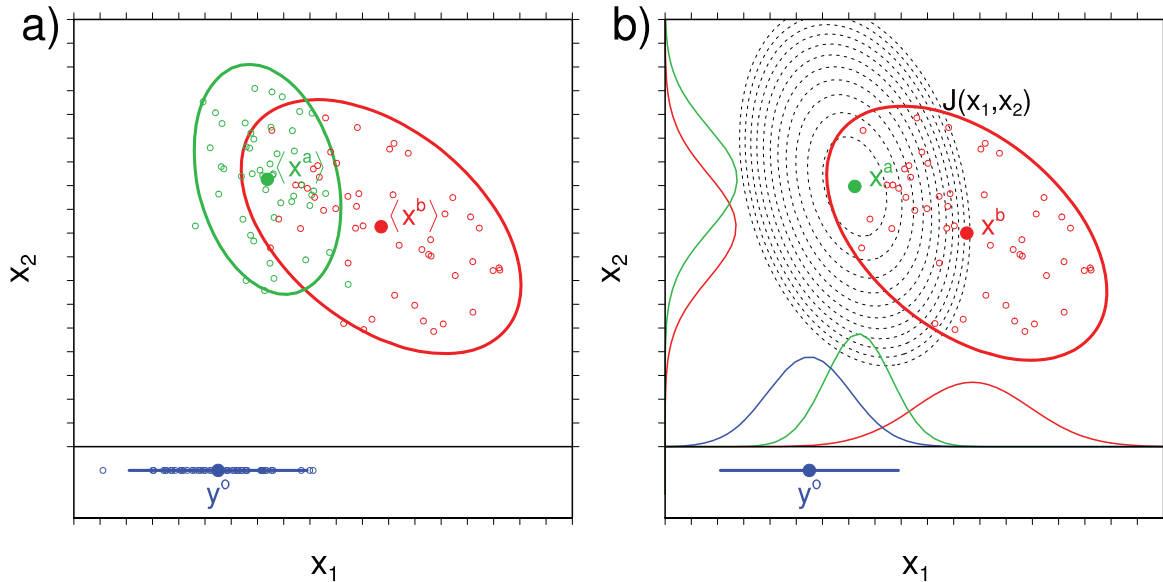 a)
⟨xᵃ⟩
⟨xᵇ⟩
x₂
yᵒ
x₁
b)
J(x₁,x₂)
xᵃ
xᵇ
x₂
yᵒ
x₁